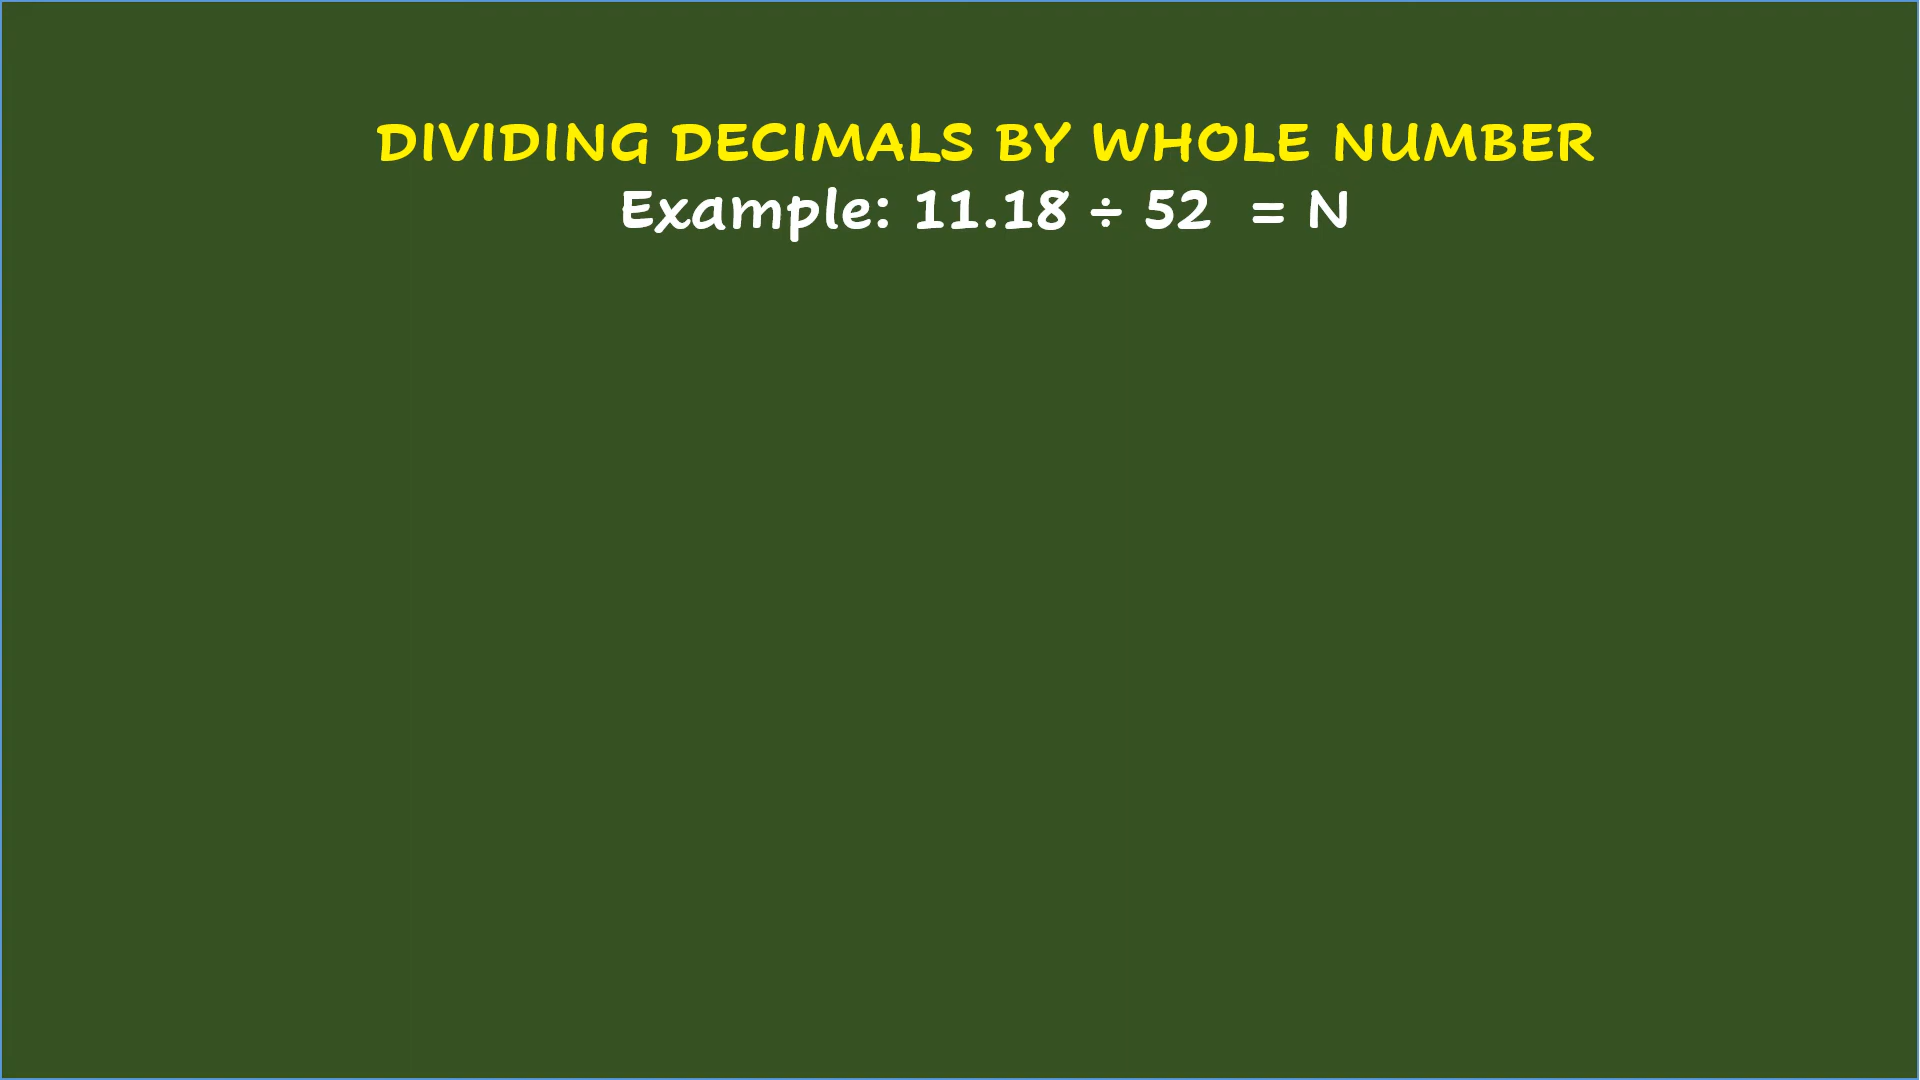 DIVIDING DECIMALS BY WHOLE NUMBER
Example: 11.18 ÷ 52 = N